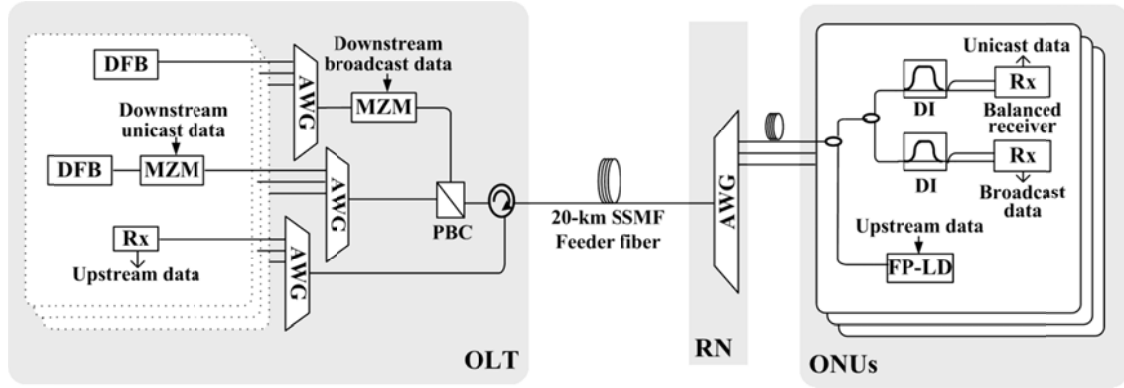 DFB
AWG
Downstream
broadcast data
MZM
Downstream
unicast data
DFB
MZM
AWG
PBC
Rx
Upstream data
AWG
OLT
20-km SSMF
Feeder fiber
AWG
RN
Unicast data
DI
Rx
Balanced
receiver
DI
Rx
Broadcast
data
Upstream data
FP-LD
ONUs